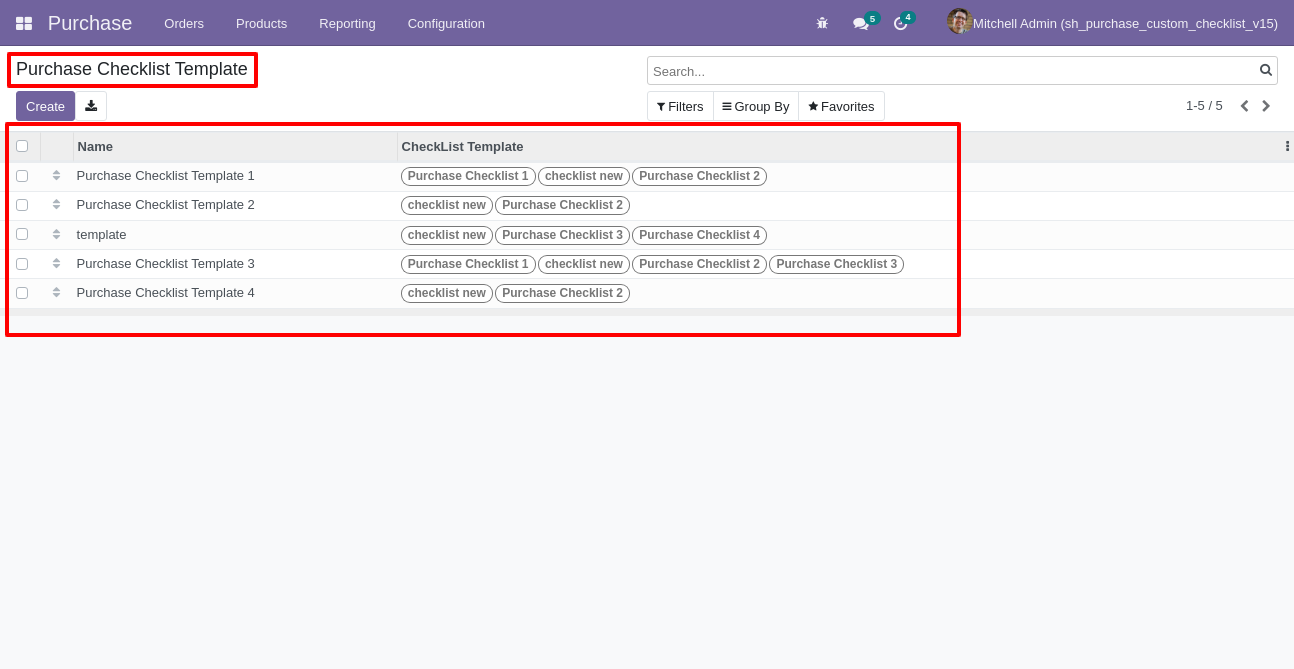 Purchase Orders Products Reporting Configuration 5 4 Mitchell Admin (sh_purchase_custom_checklist_v15)
Purchase Checklist Template Search...
Create Filters Group By Favorites 1-5 / 5
Name CheckList Template
Purchase Checklist Template 1 Purchase Checklist 1 checklist new Purchase Checklist 2
Purchase Checklist Template 2 checklist new Purchase Checklist 2
template checklist new Purchase Checklist 3 Purchase Checklist 4
Purchase Checklist Template 3 Purchase Checklist 1 checklist new Purchase Checklist 2 Purchase Checklist 3
Purchase Checklist Template 4 checklist new Purchase Checklist 2